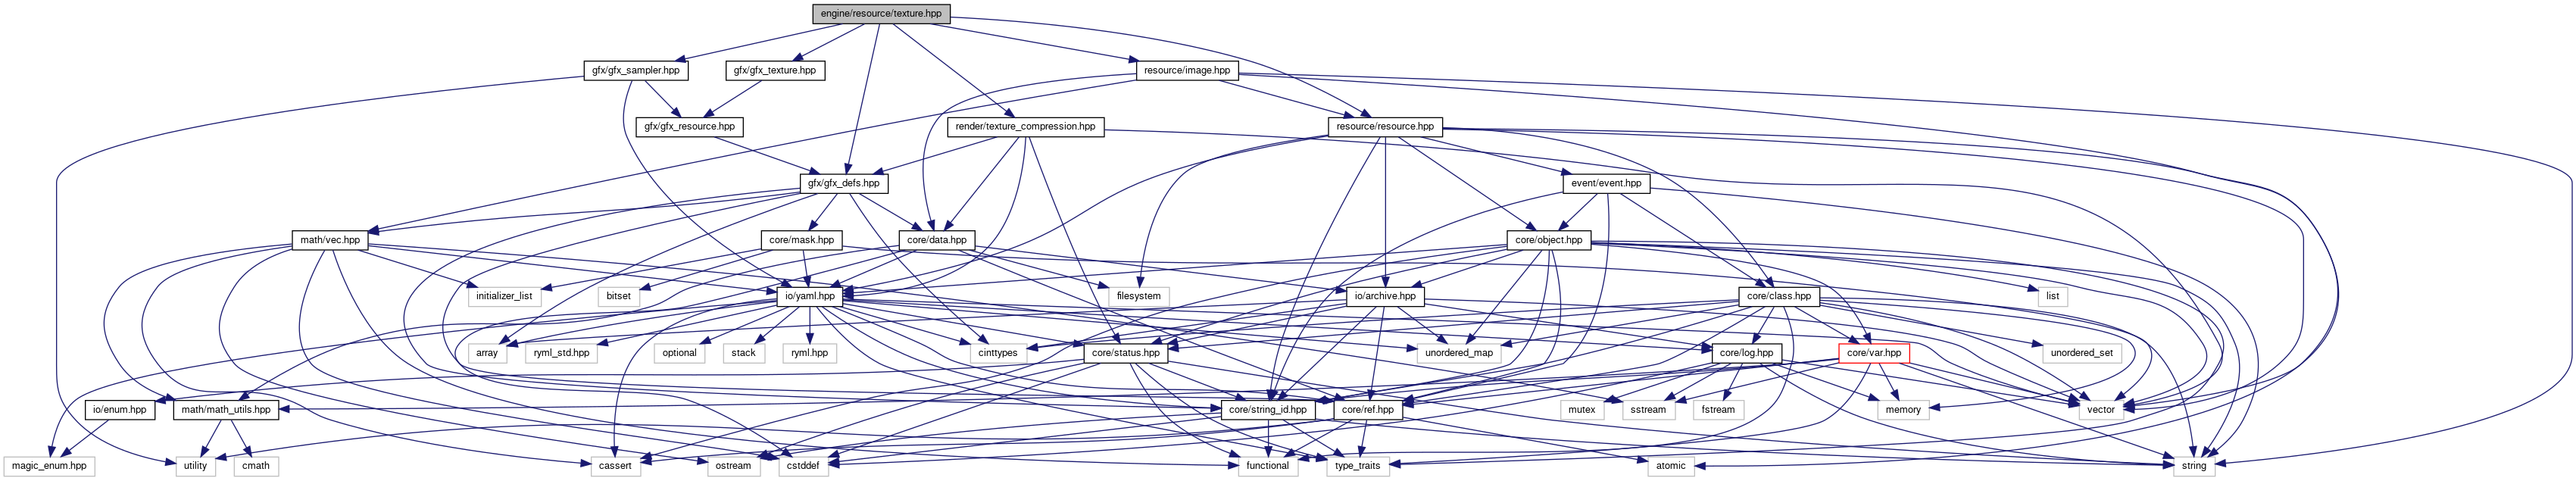 engine/resource/texture.hpp
gfx/gfx_sampler.hpp
gfx/gfx_texture.hpp
resource/image.hpp
gfx/gfx_resource.hpp
render/texture_compression.hpp
resource/resource.hpp
gfx/gfx_defs.hpp
event/event.hpp
math/vec.hpp
core/mask.hpp
core/data.hpp
core/object.hpp
initializer_list
bitset
io/yaml.hpp
filesystem
io/archive.hpp
core/class.hpp
list
array
ryml_std.hpp
optional
stack
ryml.hpp
cinttypes
core/status.hpp
unordered_map
core/log.hpp
core/var.hpp
unordered_set
io/enum.hpp
math/math_utils.hpp
core/string_id.hpp
core/ref.hpp
mutex
sstream
fstream
memory
vector
magic_enum.hpp
utility
cmath
cassert
ostream
cstddef
functional
type_traits
atomic
string